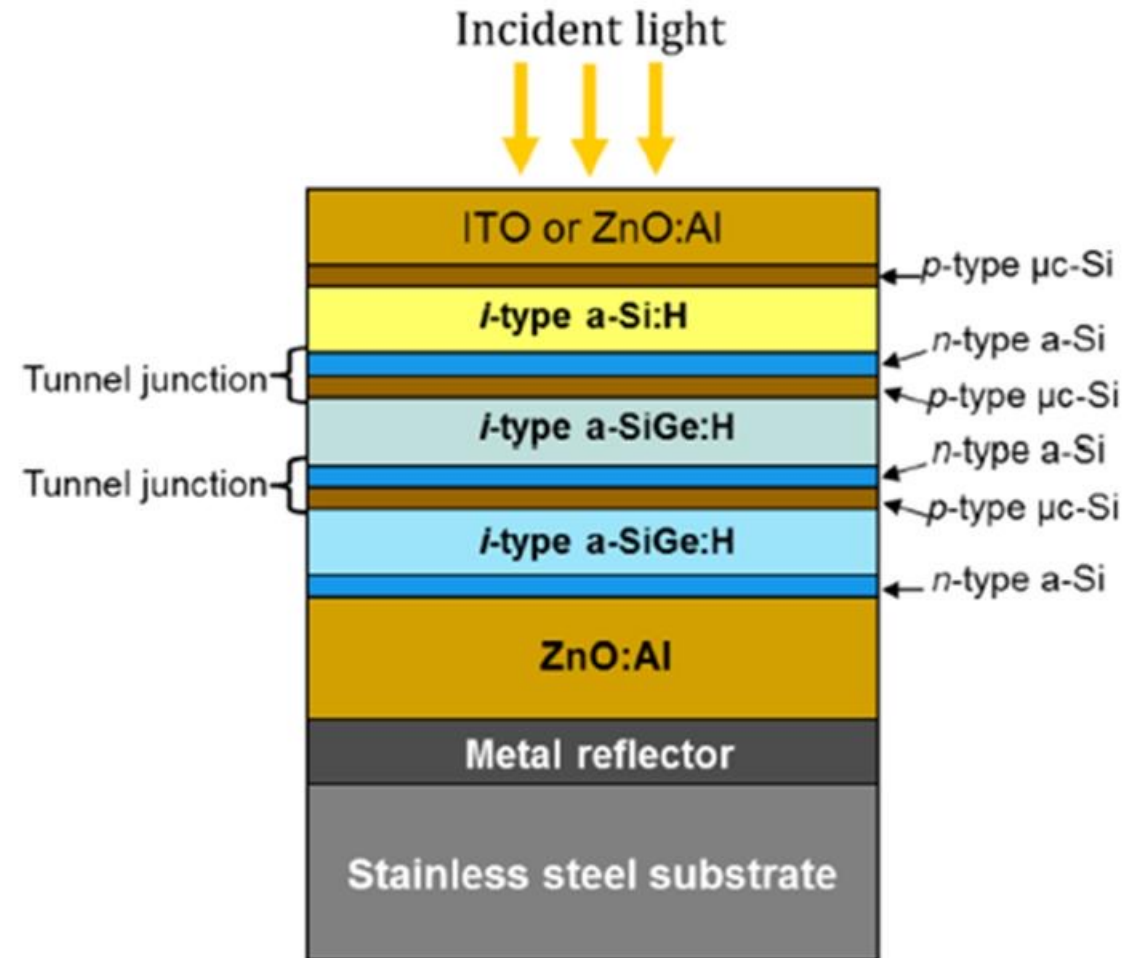 Incident light
ITO or ZnO:Al
p-type µc-Si
i-type a-Si:H
n-type a-Si
Tunnel junction
p-type µc-Si
i-type a-SiGe:H
n-type a-Si
Tunnel junction
p-type µc-Si
i-type a-SiGe:H
n-type a-Si
ZnO:Al
Metal reflector
Stainless steel substrate